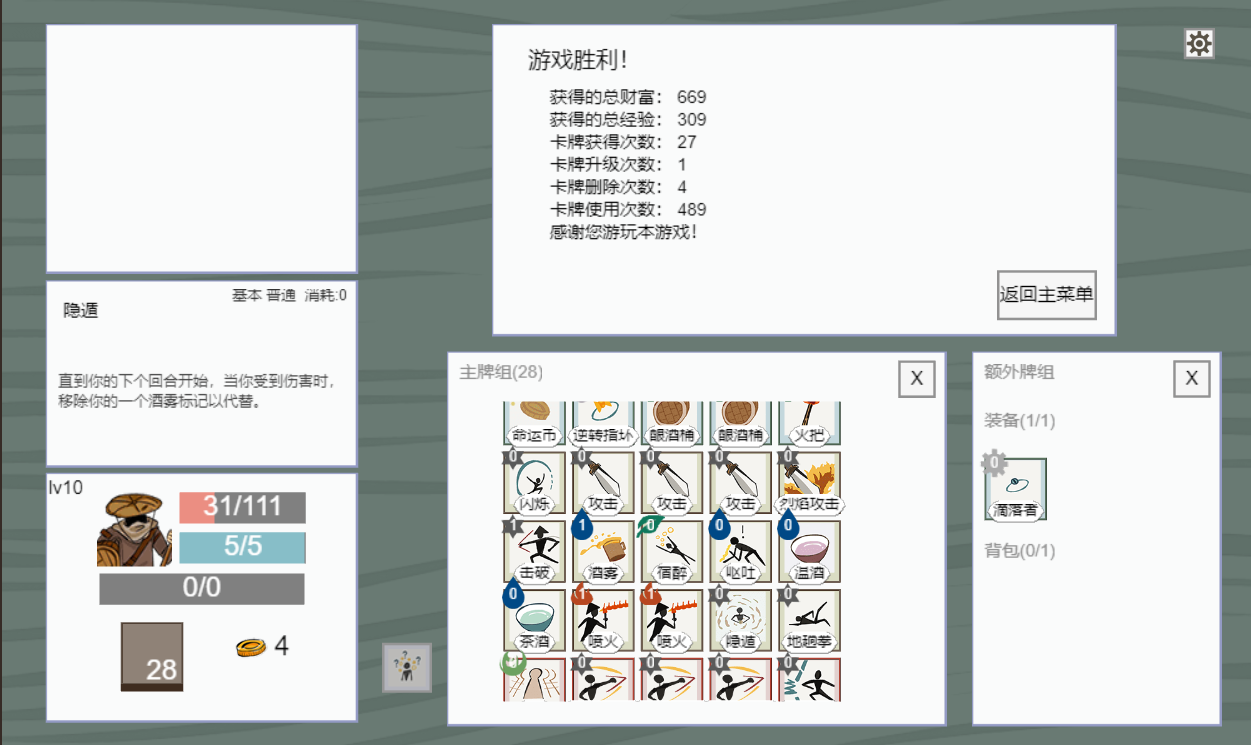 游戏胜利！
获得的总财富： 669
获得的总经验： 309
卡牌获得次数： 27
卡牌升级次数： 1
卡牌删除次数： 4
卡牌使用次数： 489
感谢您游玩本游戏！
返回主菜单
基本 普通 消耗:0
隐遁
直到你的下个回合开始，当你受到伤害时，
移除你的一个酒雾标记以代替。
lv10
31/111
5/5
0/0
28
4
主牌组(28)
X
命运币 逆转指环 酿酒桶 酿酒桶 火把
0 0 0 0 0
闪烁 攻击 攻击 攻击 烈焰攻击
1 1 0 0 0
击破 酒雾 宿醉 呕吐 温酒
0 1 1 0 0
茶酒 喷火 喷火 隐遁 地趟拳
0 0 0 0
额外牌组
X
装备(1/1)
0
滴落者
背包(0/1)